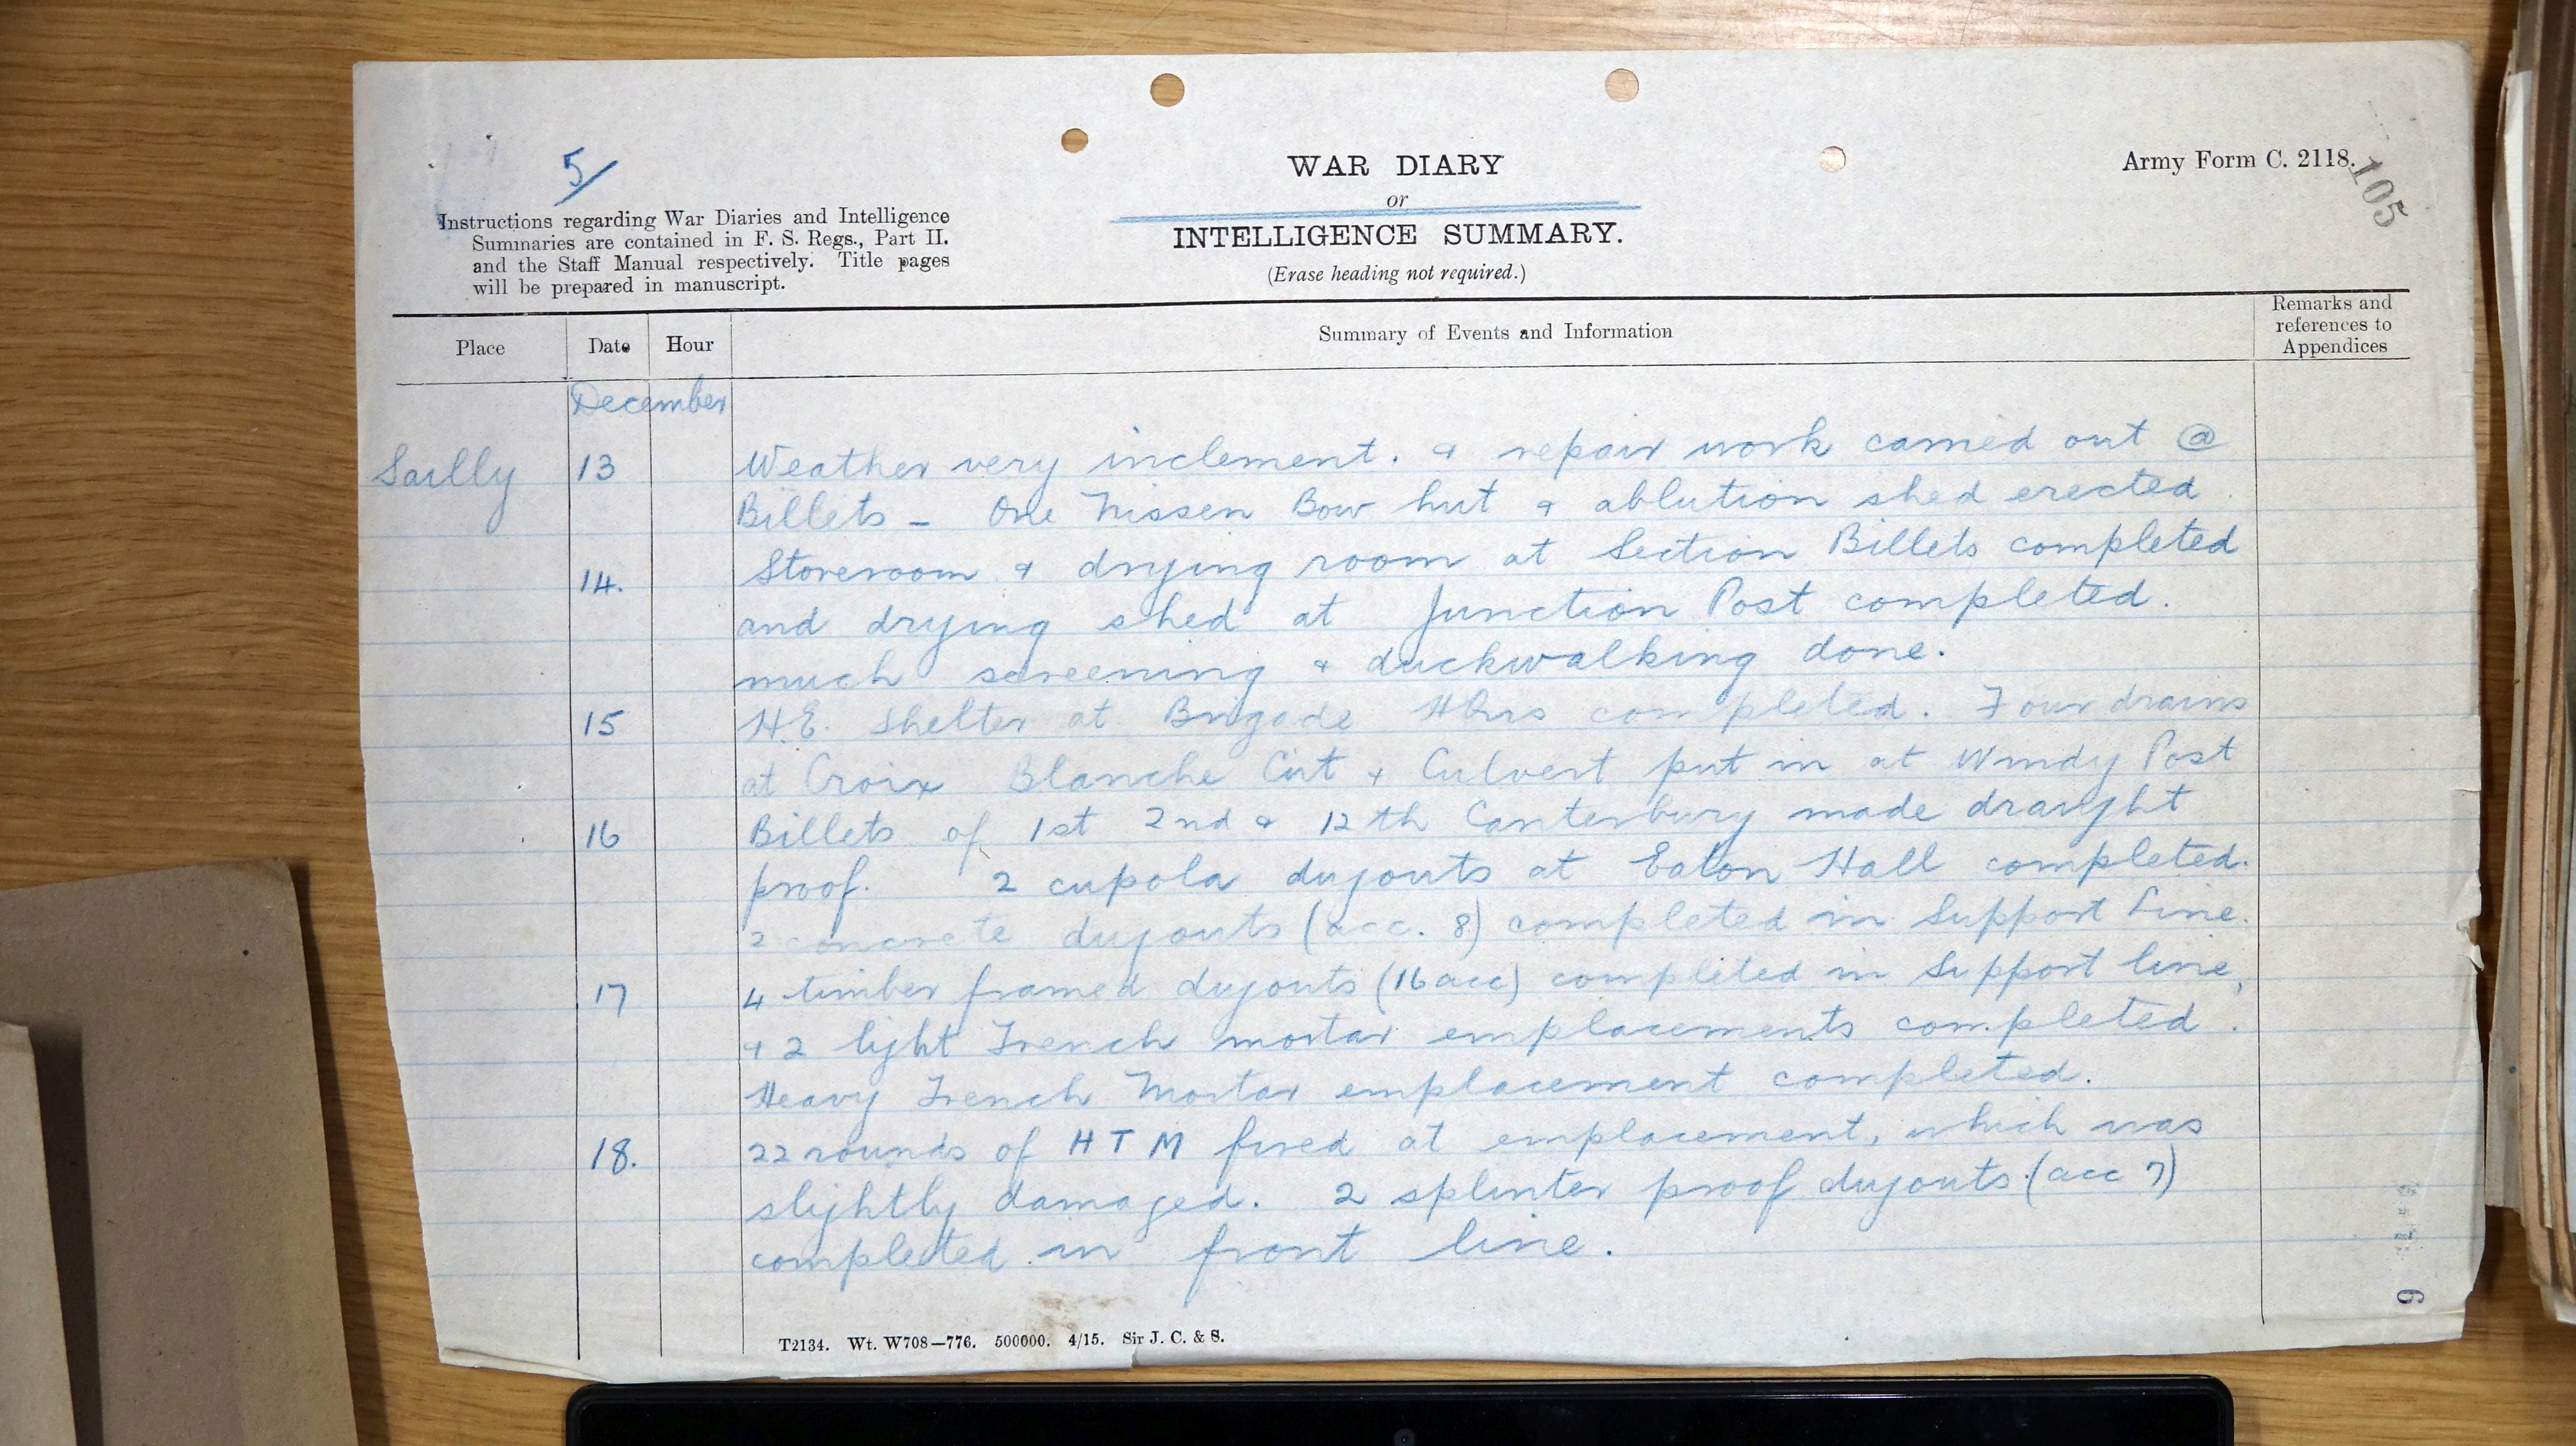 5/
WAR DIARY
or
INTELLIGENCE SUMMARY.
(Erase heading not required.)
Army Form C. 2118.
105
Instructions regarding War Diaries and Intelligence
Summaries are contained in F. S. Regs., Part II.
and the Staff Manual respectively. Title pages
will be prepared in manuscript.
Place Date Hour Summary of Events and Information Remarks and references to Appendices
December
Sailly 13 Weather very inclement. & repair work carried out @
Billets – One Nissen Bow hut & ablution shed erected
14. Storeroom & drying room at Section Billets completed
and drying shed at Junction Post completed.
much screening & duckwalking done.
15 H.E. Shelter at Brigade HQrs completed. Four drains
at Croix Blanche Cut & Culvert put in at Windy Post
16 Billets of 1st 2nd & 12th Canterbury made draught
proof. 2 cupola dugouts at Eaton Hall completed.
2 concrete dugouts (acc. 8) completed in Support Line.
17 4 timber framed dugouts (16 acc) completed in Support line,
& 2 light Trench mortar emplacements completed.
Heavy Trench Mortar emplacement completed.
18. 22 rounds of HTM fired at emplacement, which was
slightly damaged. 2 splinter proof dugouts (acc 7)
completed in front line.
T2134. Wt. W708—776. 500000. 4/15. Sir J. C. & S.
9